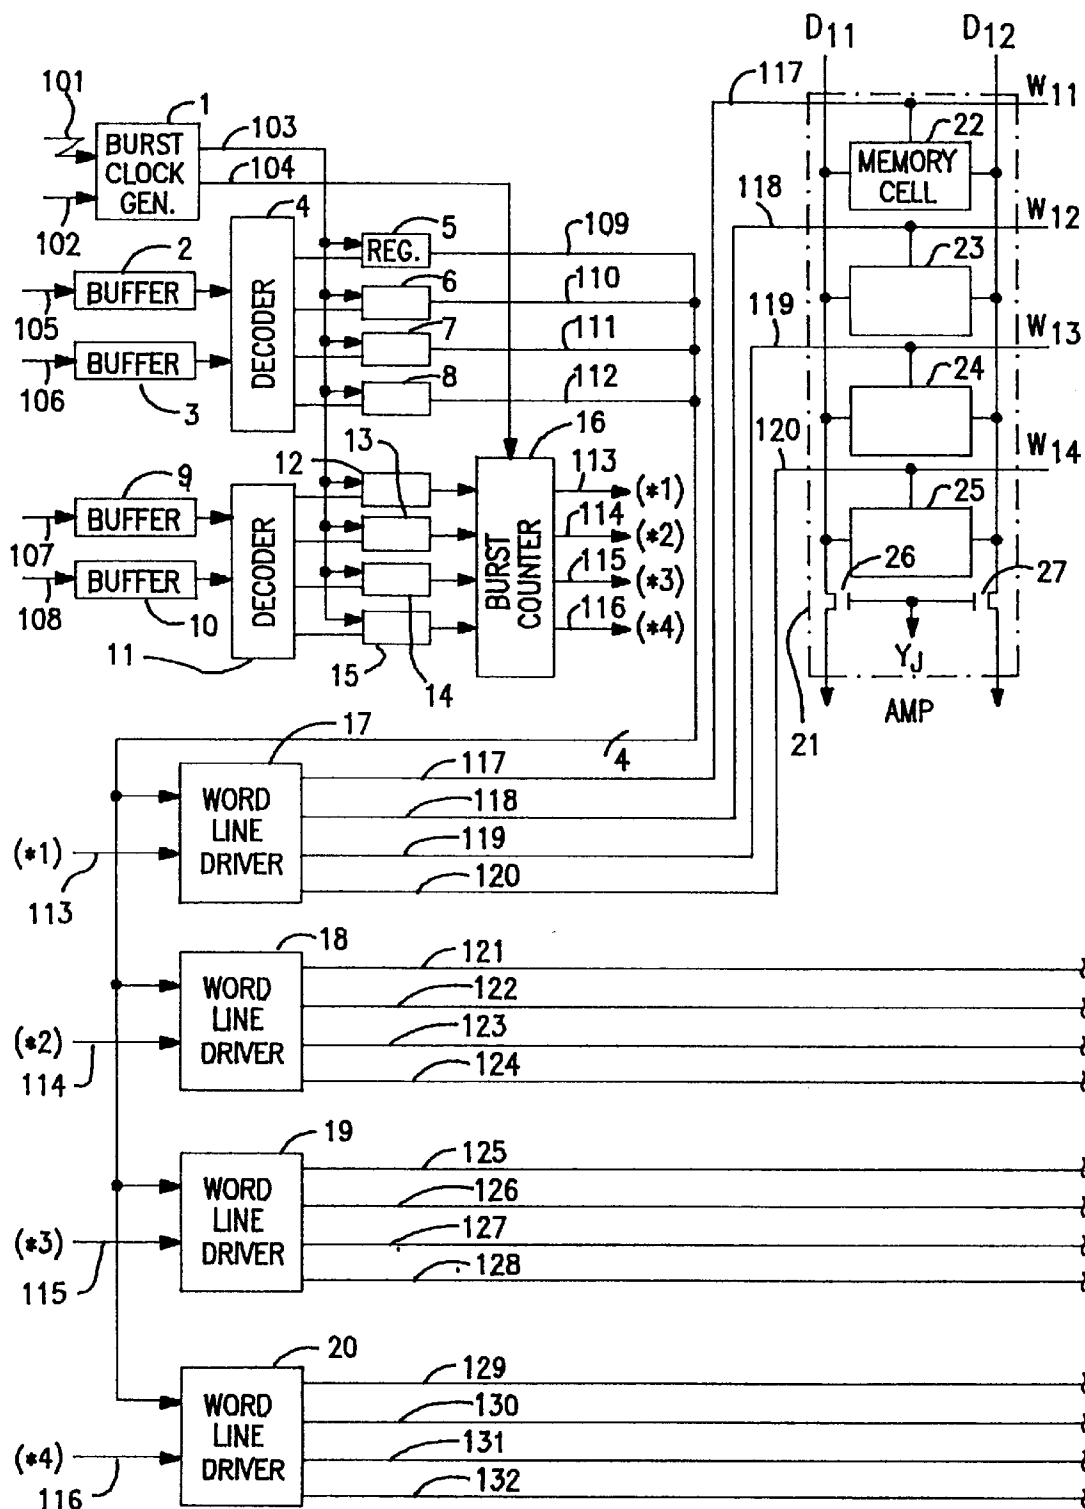 D11
D12
101
1
103
117
W11
BURST
CLOCK
GEN.
104
22
MEMORY
CELL
102
4
118
W12
2
5
REG.
109
BUFFER
DECODER
6
110
23
105
7
111
119
W13
BUFFER
106
3
8
112
24
16
120
W14
12
13
113
(*1)
25
9
BUFFER
DECODER
BURST
COUNTER
114
(*2)
107
115
(*3)
26
27
BUFFER
108
10
116
(*4)
11
15
14
YJ
AMP
21
17
4
WORD
LINE
DRIVER
117
118
(*1)
119
113
120
18
121
WORD
LINE
DRIVER
122
(*2)
123
114
124
19
125
WORD
LINE
DRIVER
126
(*3)
127
115
128
20
129
WORD
LINE
DRIVER
130
(*4)
131
116
132